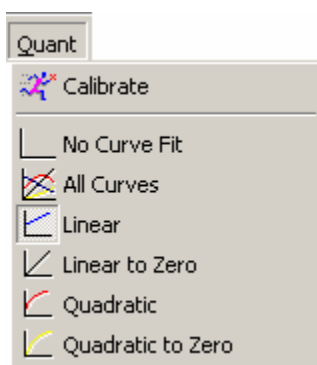 Quant
Calibrate
No Curve Fit
All Curves
Linear
Linear to Zero
Quadratic
Quadratic to Zero